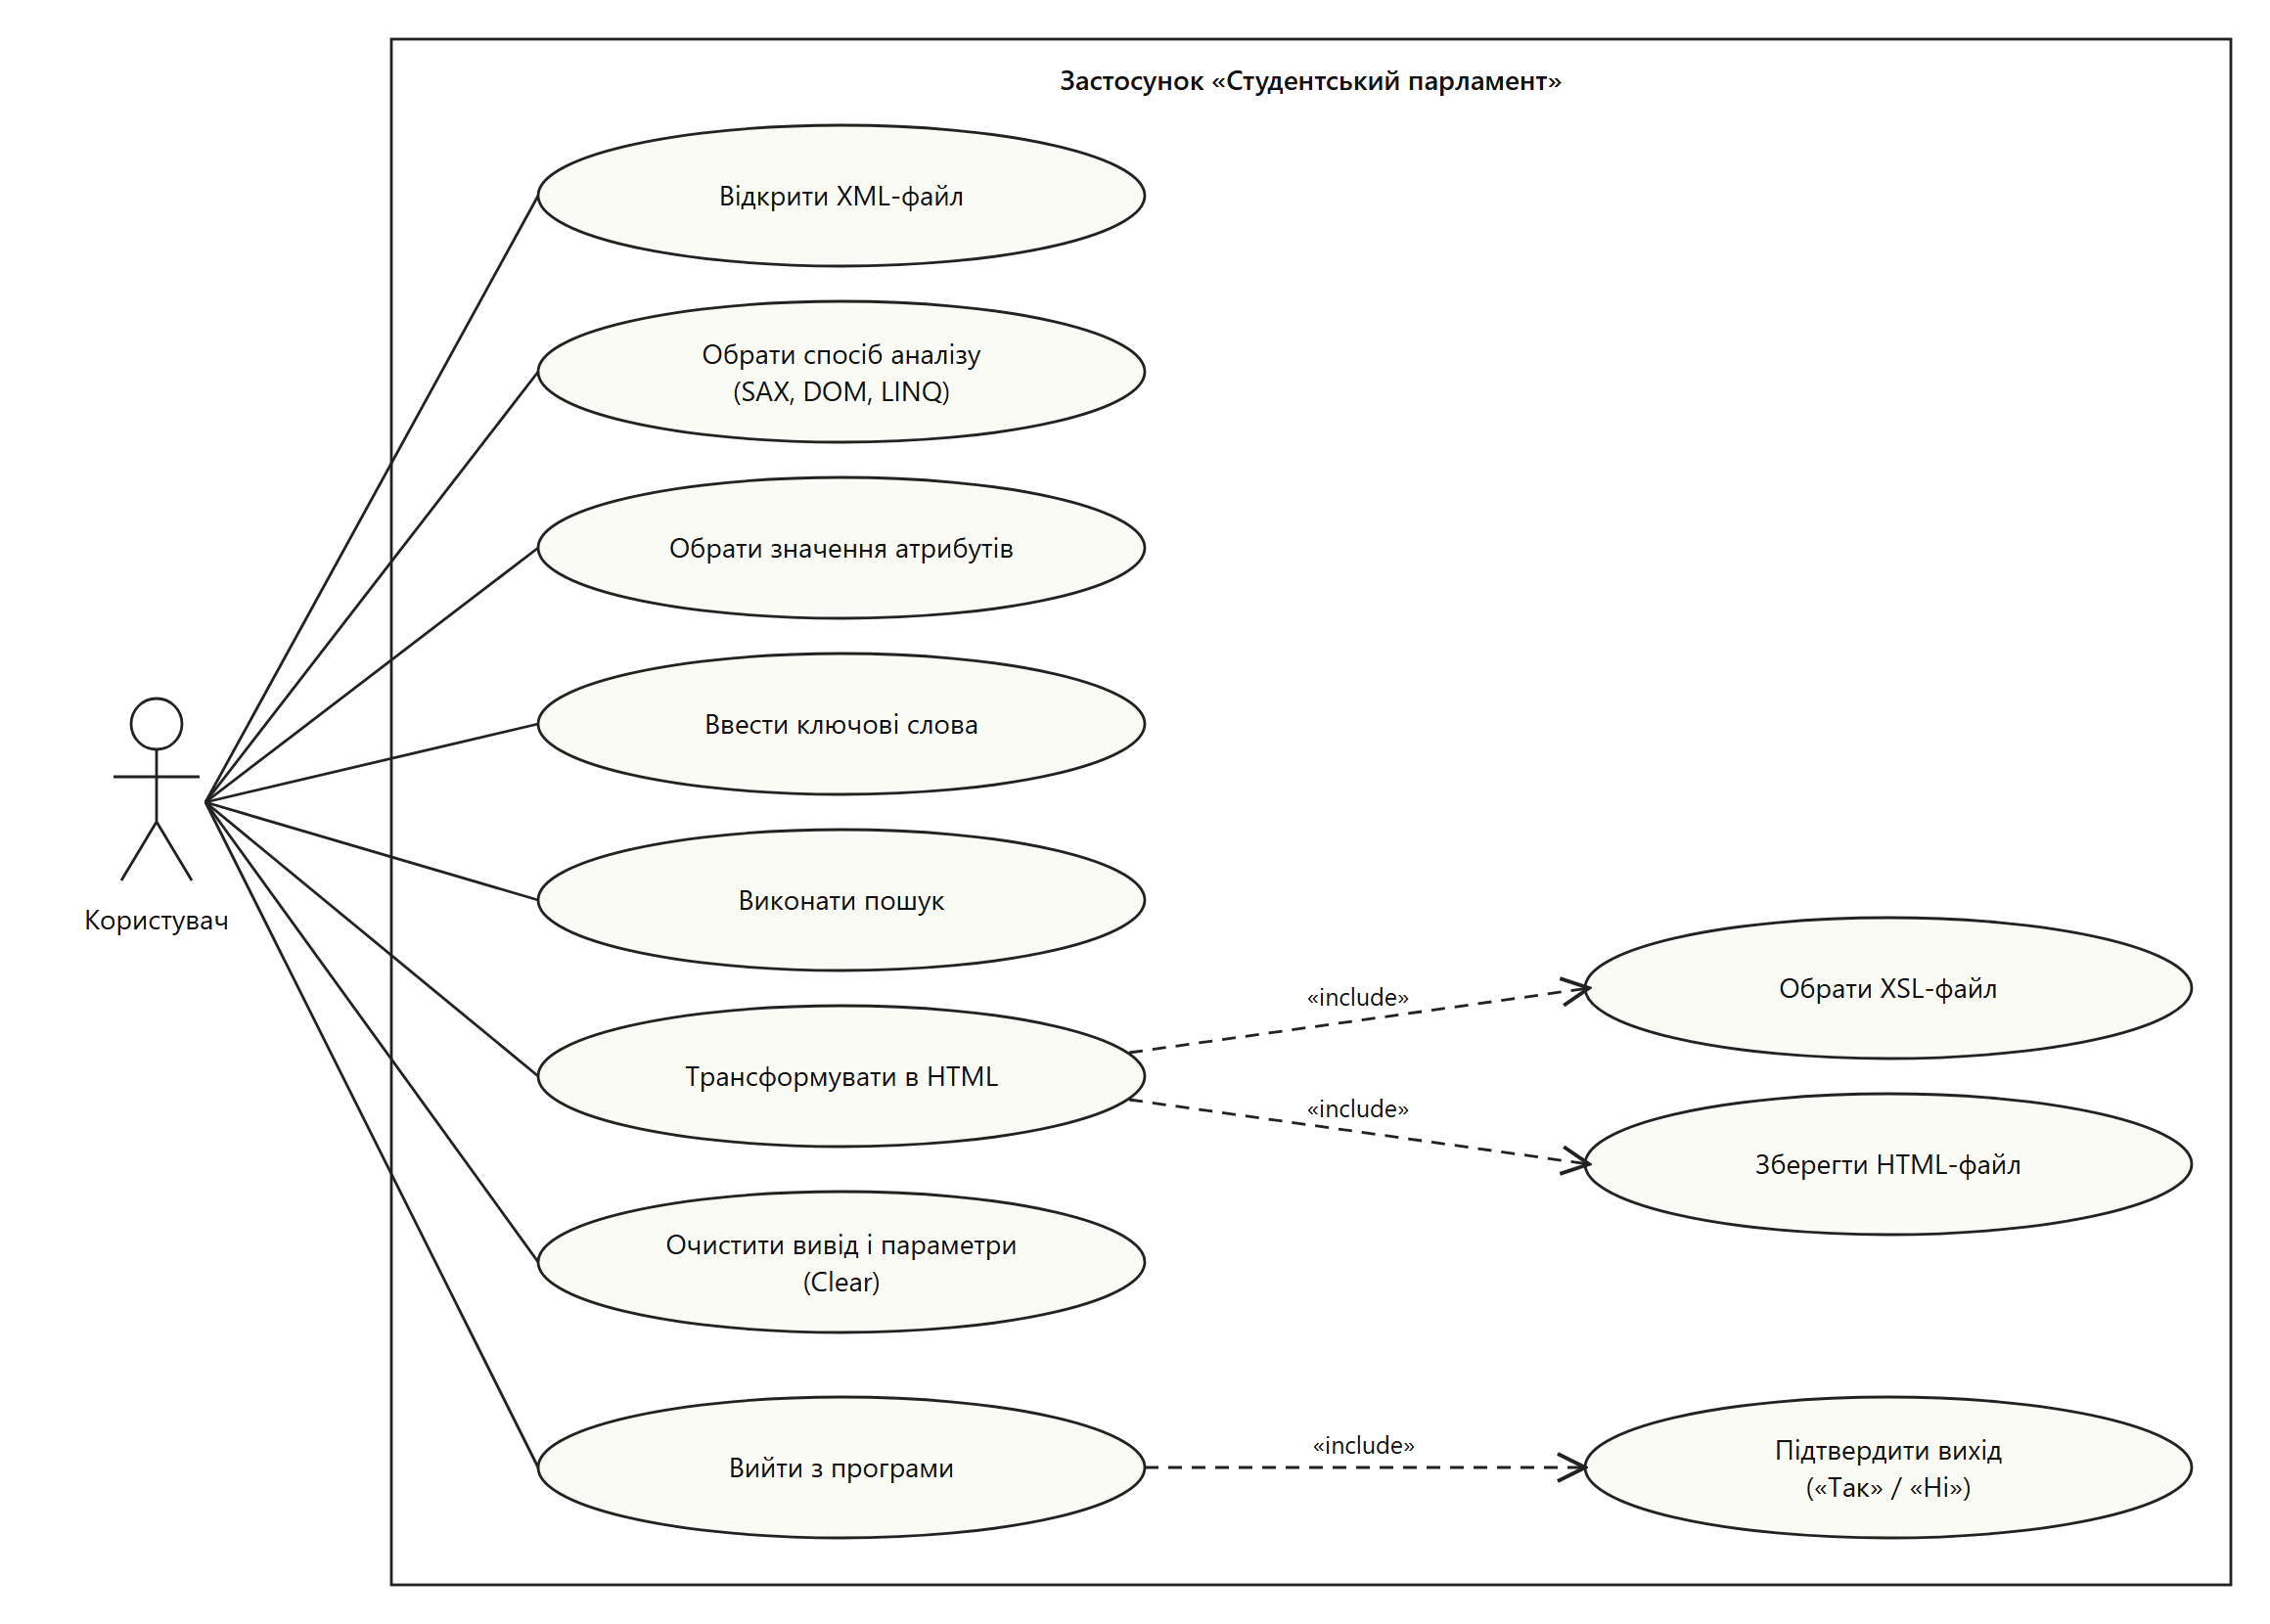 Застосунок «Студентський парламент»
Відкрити XML-файл
Обрати спосіб аналізу
(SAX, DOM, LINQ)
Обрати значення атрибутів
Ввести ключові слова
Користувач
Виконати пошук
«include»
Обрати XSL-файл
Трансформувати в HTML
«include»
Зберегти HTML-файл
Очистити вивід і параметри
(Clear)
Вийти з програми
«include»
Підтвердити вихід
(«Так» / «Ні»)